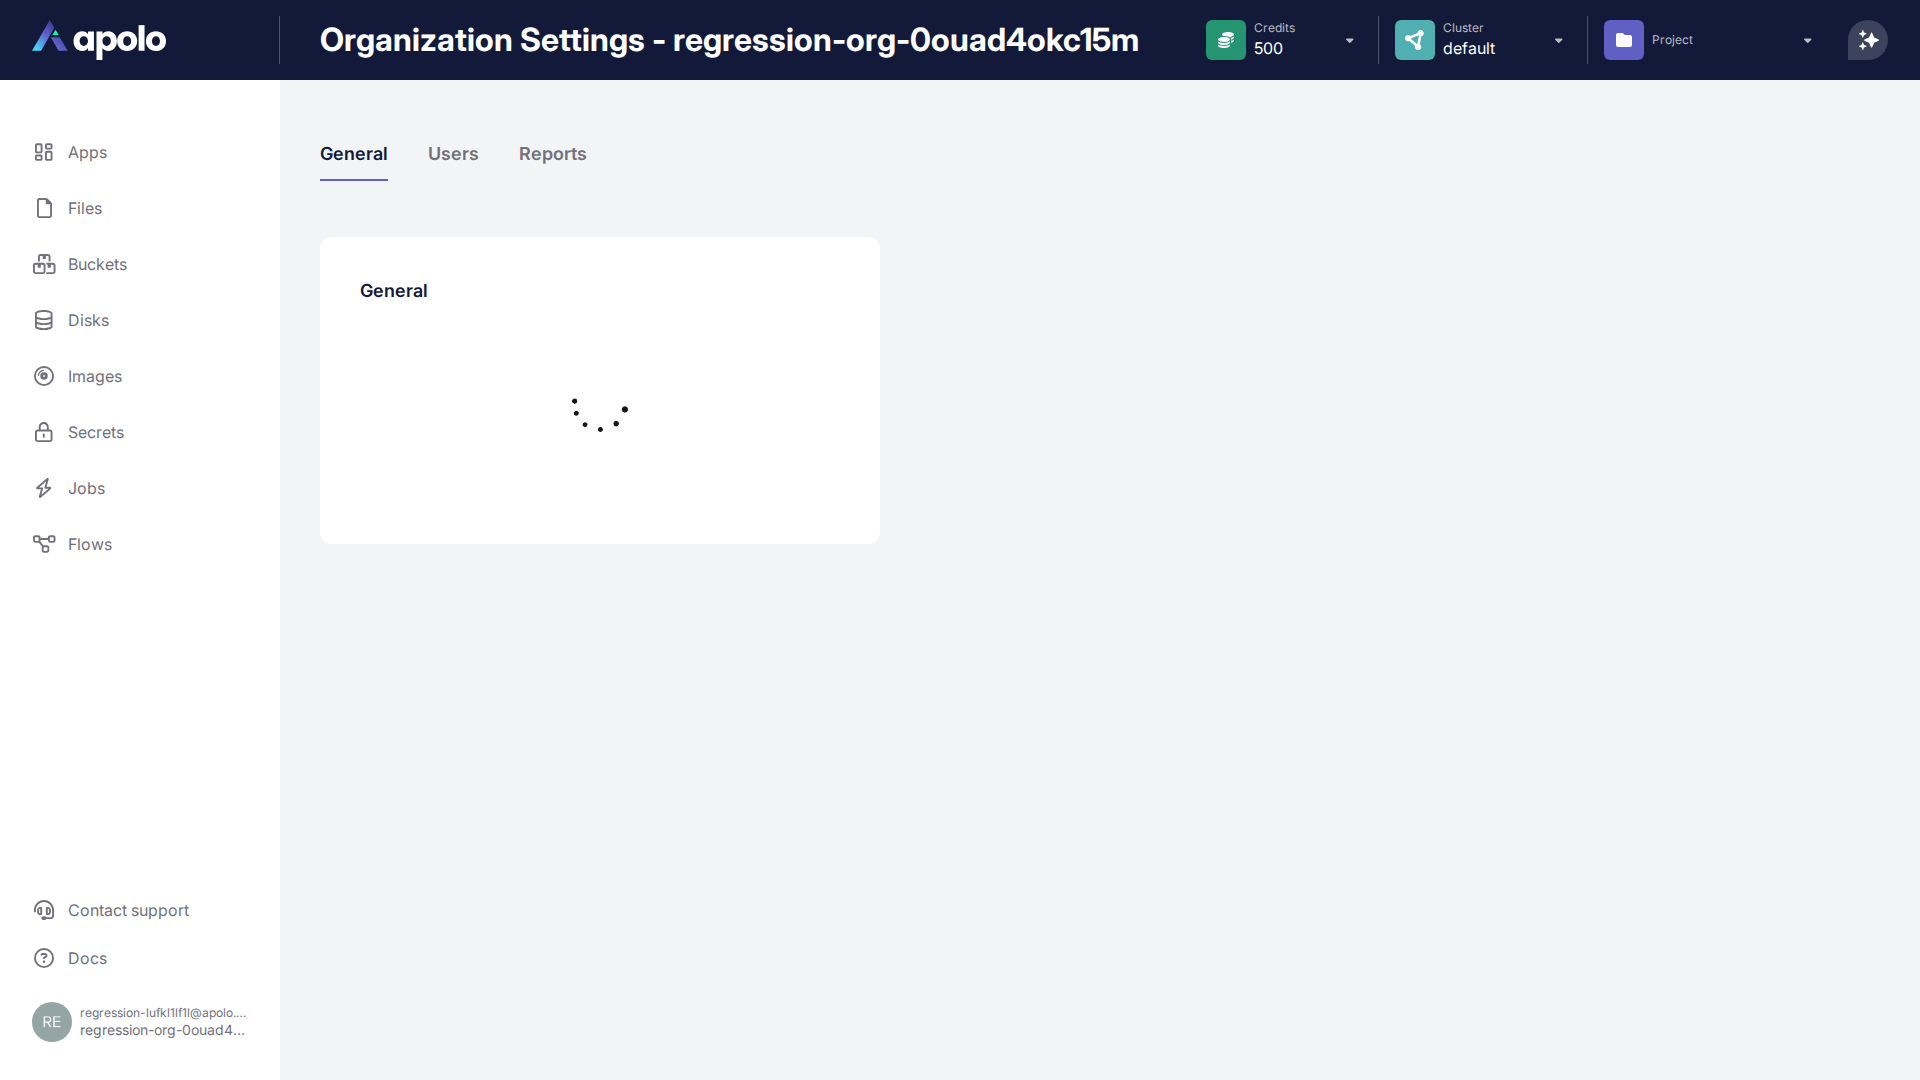 apolo
Organization Settings - regression-org-0ouad4okc15m
Credits
500
Cluster
default
Project
Apps
Files
Buckets
Disks
Images
Secrets
Jobs
Flows
General
Users
Reports
General
Contact support
Docs
RE
regression-lufkl1lf1l@apolo....
regression-org-0ouad4...